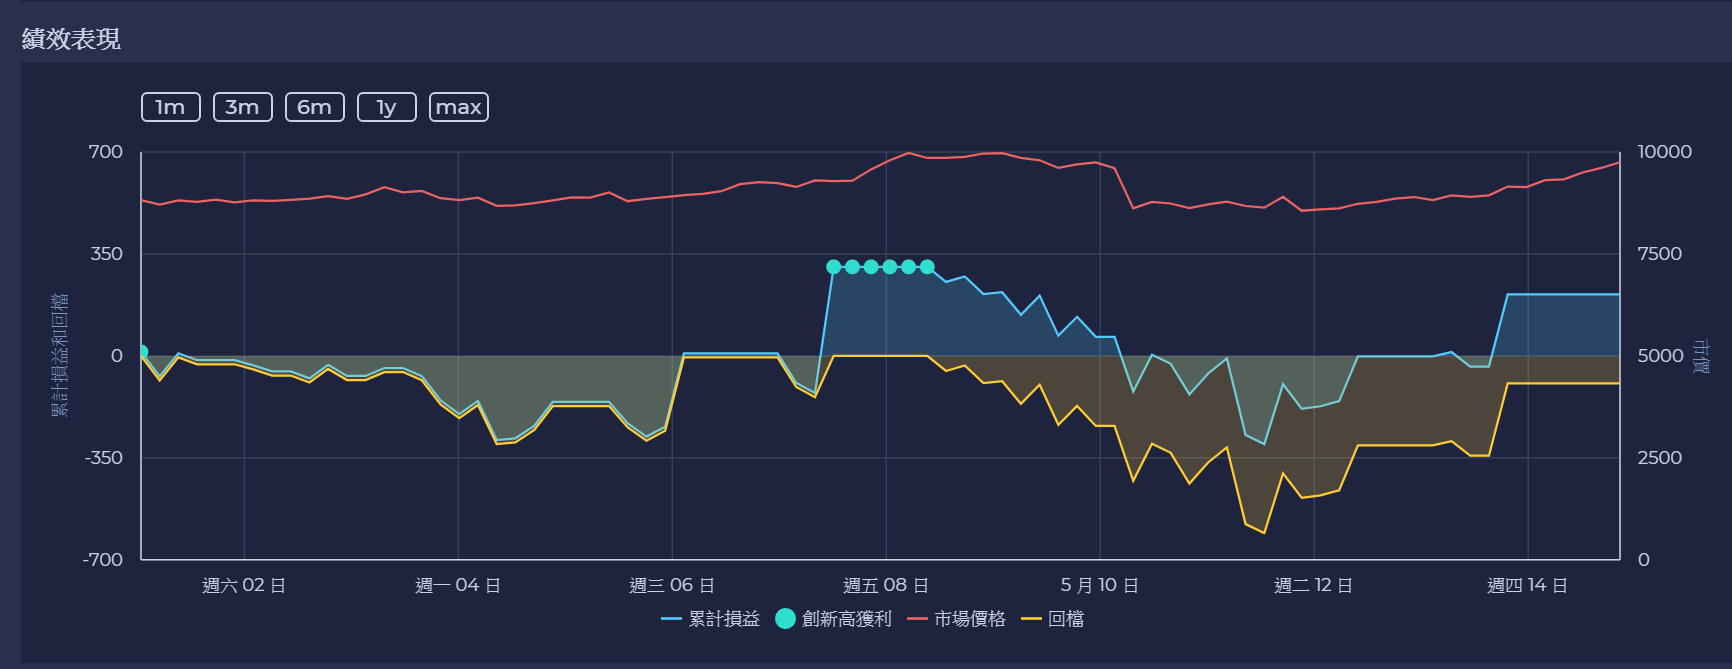 績效表現
1m 3m 6m 1y max
700 10000
350 7500
0 5000
-350 2500
-700 0
累計損益和回檔
市價
週六 02 日 週一 04 日 週三 06 日 週五 08 日 5 月 10 日 週二 12 日 週四 14 日
累計損益 創新高獲利 市場價格 回檔